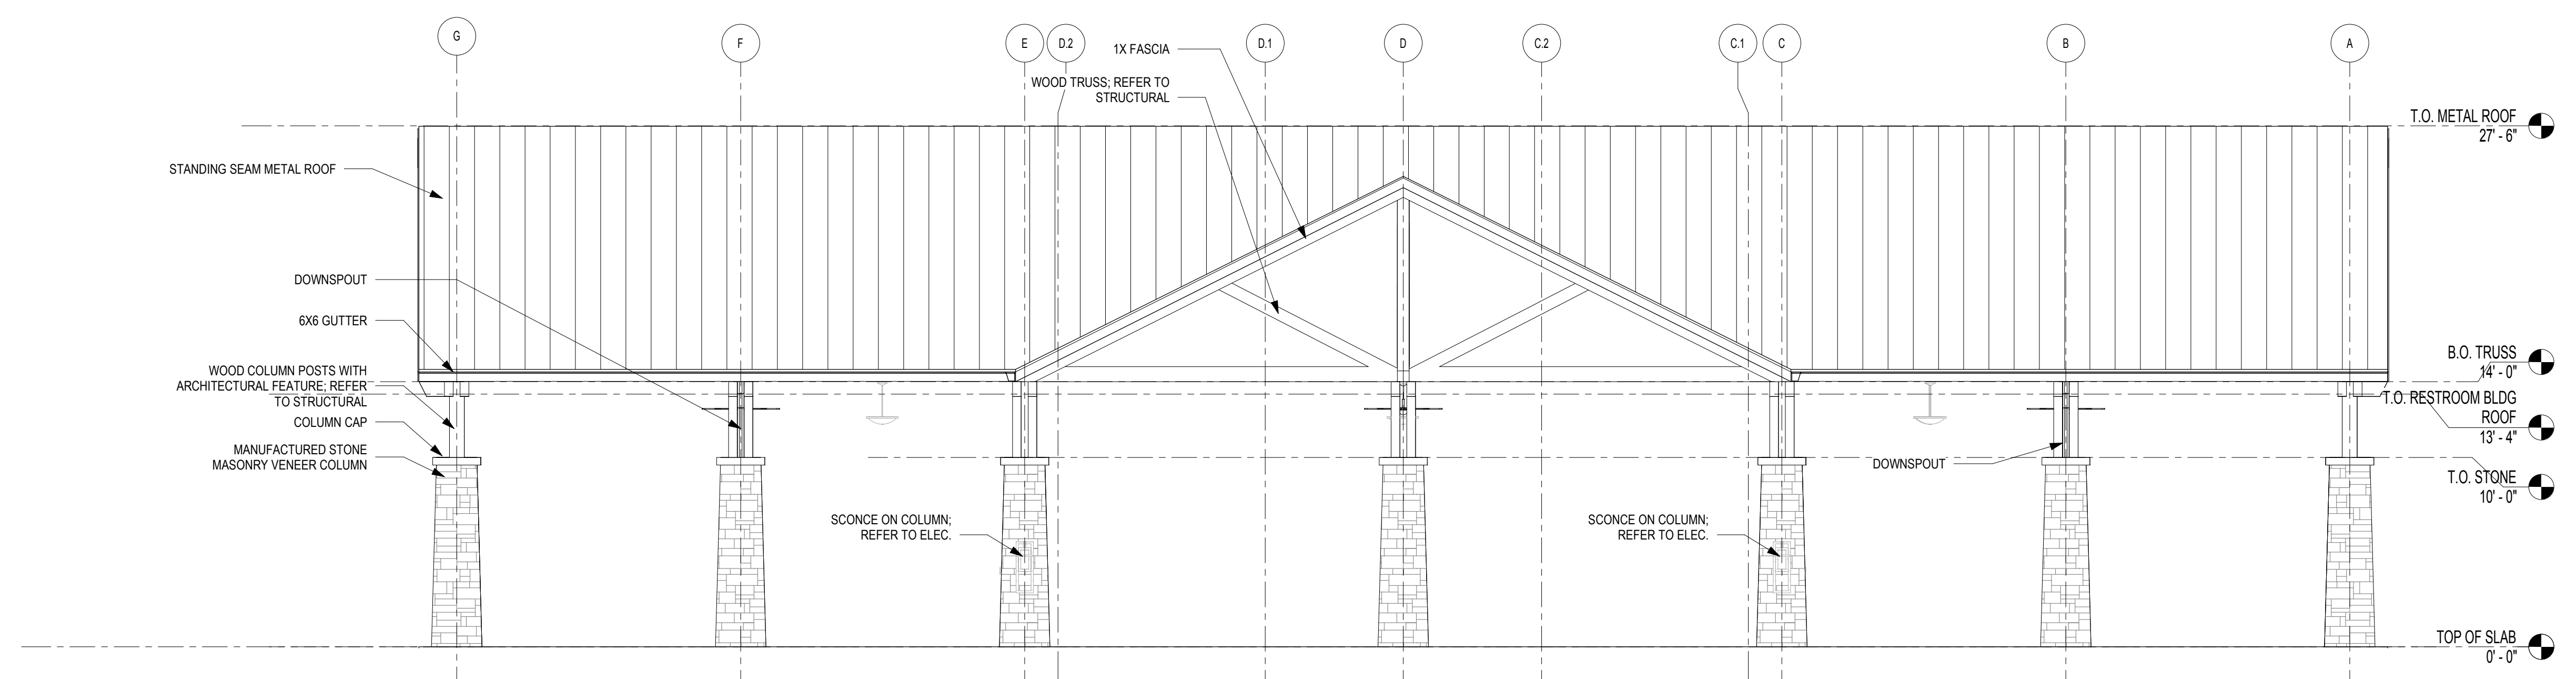 G
F
E
D.2
D.1
D
C.2
C.1
C
B
A
1X FASCIA
WOOD TRUSS; REFER TO
STRUCTURAL
T.O. METAL ROOF
27' - 6"
STANDING SEAM METAL ROOF
DOWNSPOUT
6X6 GUTTER
WOOD COLUMN POSTS WITH
ARCHITECTURAL FEATURE; REFER
TO STRUCTURAL
COLUMN CAP
MANUFACTURED STONE
MASONRY VENEER COLUMN
B.O. TRUSS
14' - 0"
T.O. RESTROOM BLDG
ROOF
13' - 4"
DOWNSPOUT
T.O. STONE
10' - 0"
SCONCE ON COLUMN;
REFER TO ELEC.
SCONCE ON COLUMN;
REFER TO ELEC.
TOP OF SLAB
0' - 0"